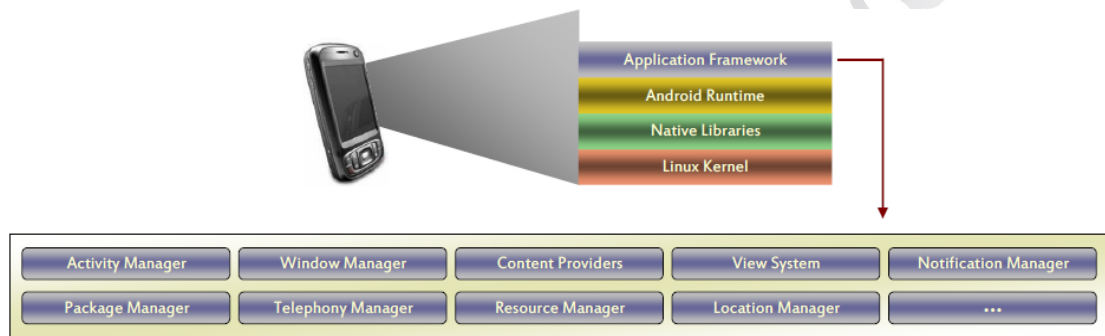 Application Framework
Android Runtime
Native Libraries
Linux Kernel
Activity Manager
Window Manager
Content Providers
View System
Notification Manager
Package Manager
Telephony Manager
Resource Manager
Location Manager
...